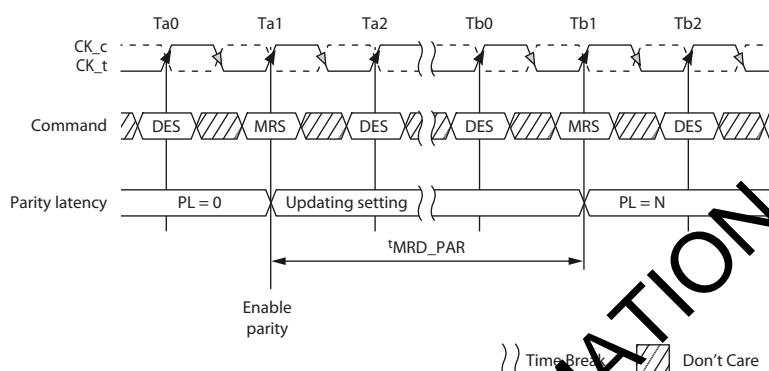 Ta0 Ta1 Ta2 Tb0 Tb1 Tb2
CK_c
CK_t
Command DES MRS DES DES MRS DES
Parity latency PL = 0 Updating setting PL = N
tMRD_PAR
Enable
parity
Time Break Don't Care
MATION